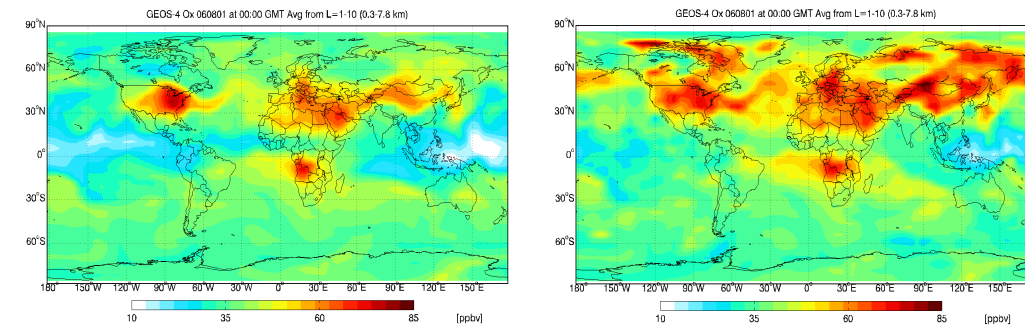 GEOS-4 Ox 060801 at 00:00 GMT Avg from L=1-10 (0.3-7.8 km)
90°N
60°N
30°N
0°
30°S
60°S
90°S
180°W 150°W 120°W 90°W 60°W 30°W 0° 30°E 60°E 90°E 120°E 150°E
10 35 60 85 [ppbv]
GEOS-4 Ox 060801 at 00:00 GMT Avg from L=1-10 (0.3-7.8 km)
90°N
60°N
30°N
0°
30°S
60°S
90°S
180°W 150°W 120°W 90°W 60°W 30°W 0° 30°E 60°E 90°E 120°E 150°E
10 35 60 85 [ppbv]